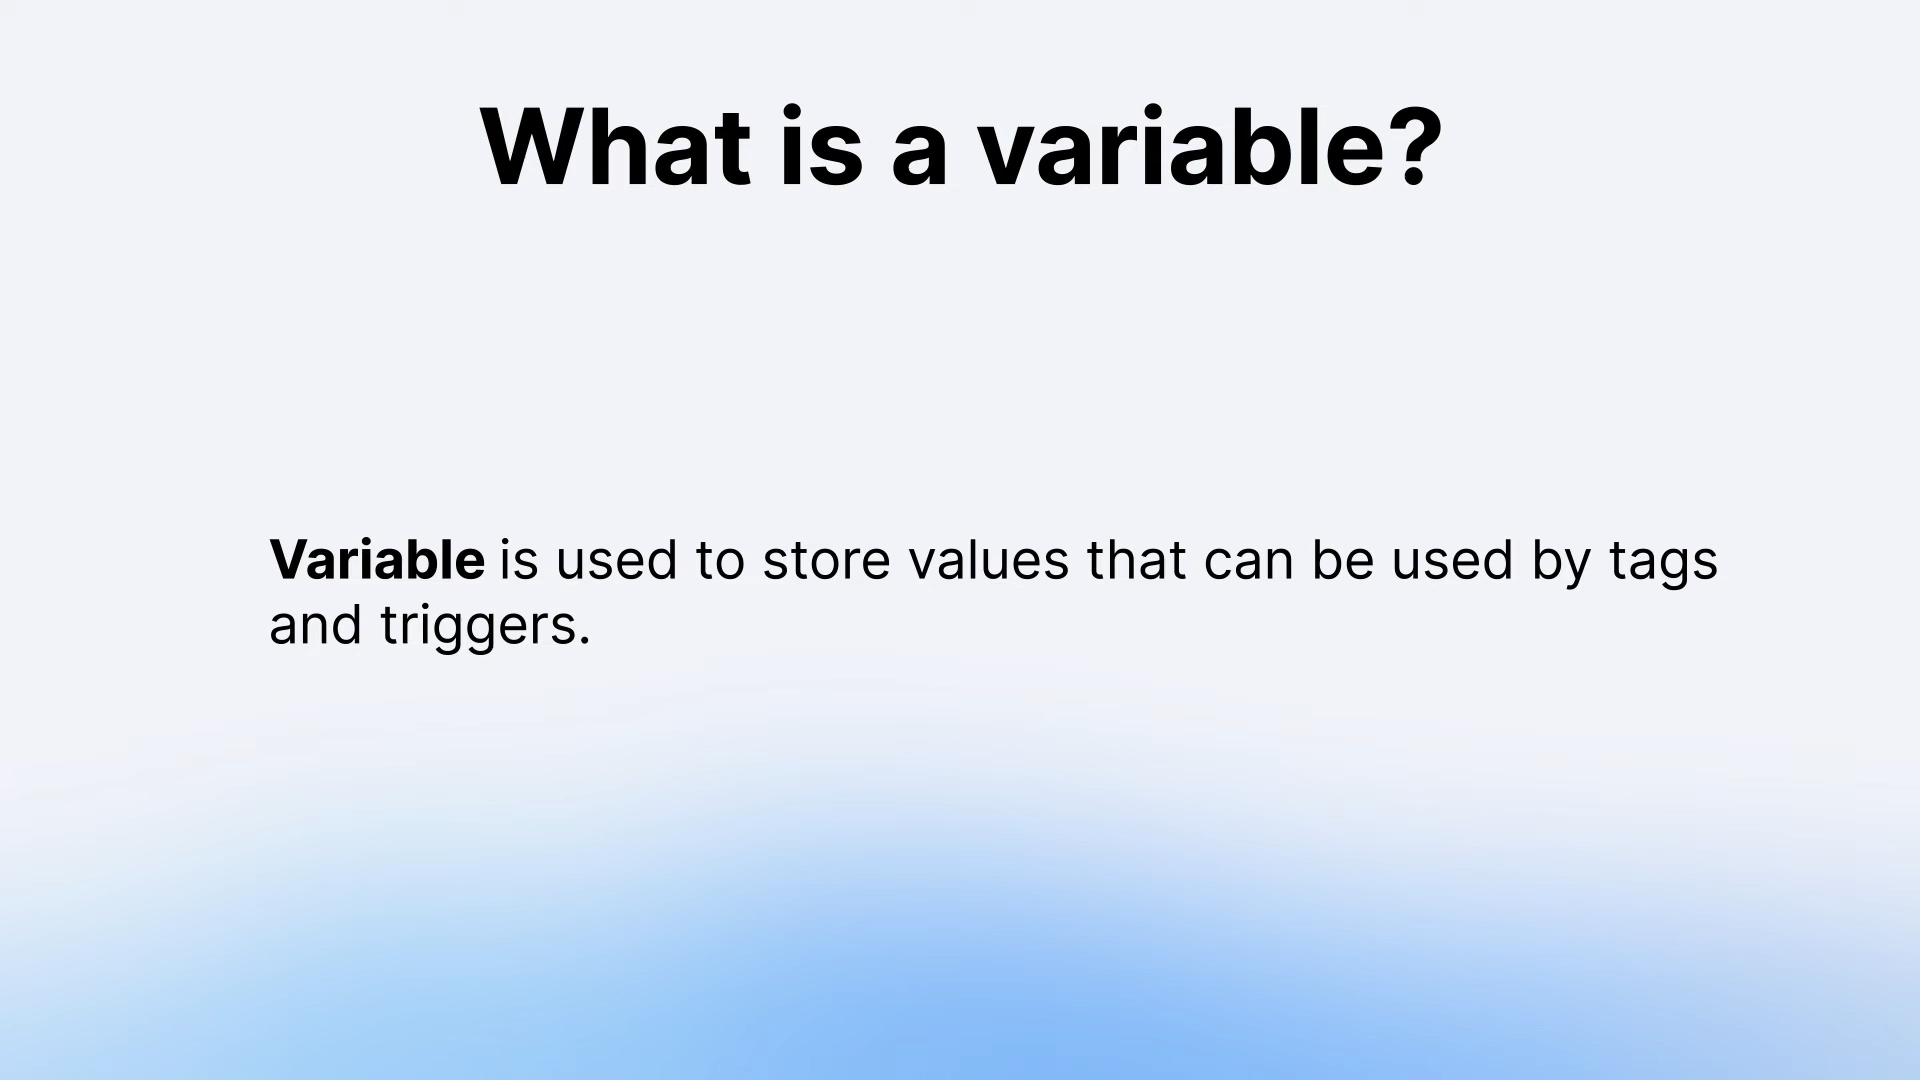 What is a variable?
Variable is used to store values that can be used by tags
and triggers.